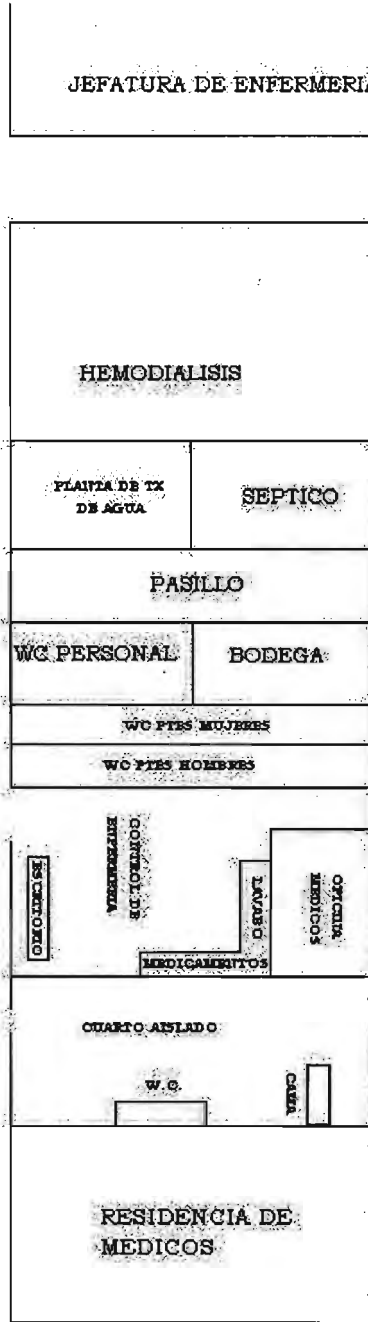 JEFATURA DE ENFERMERIA
HEMODIALISIS
PLANTA DE TX
DE AGUA
SEPTICO
PASILLO
WC PERSONAL
BODEGA
WC PTES MUJERES
WC PTES HOMBRES
CONTROL DE
ENFERMERIA
ESCRITORIO
LAVABO
OFICINA
MEDICOS
MEDICAMENTOS
CUARTO AISLADO
W.C.
CAMA
RESIDENCIA DE
MEDICOS